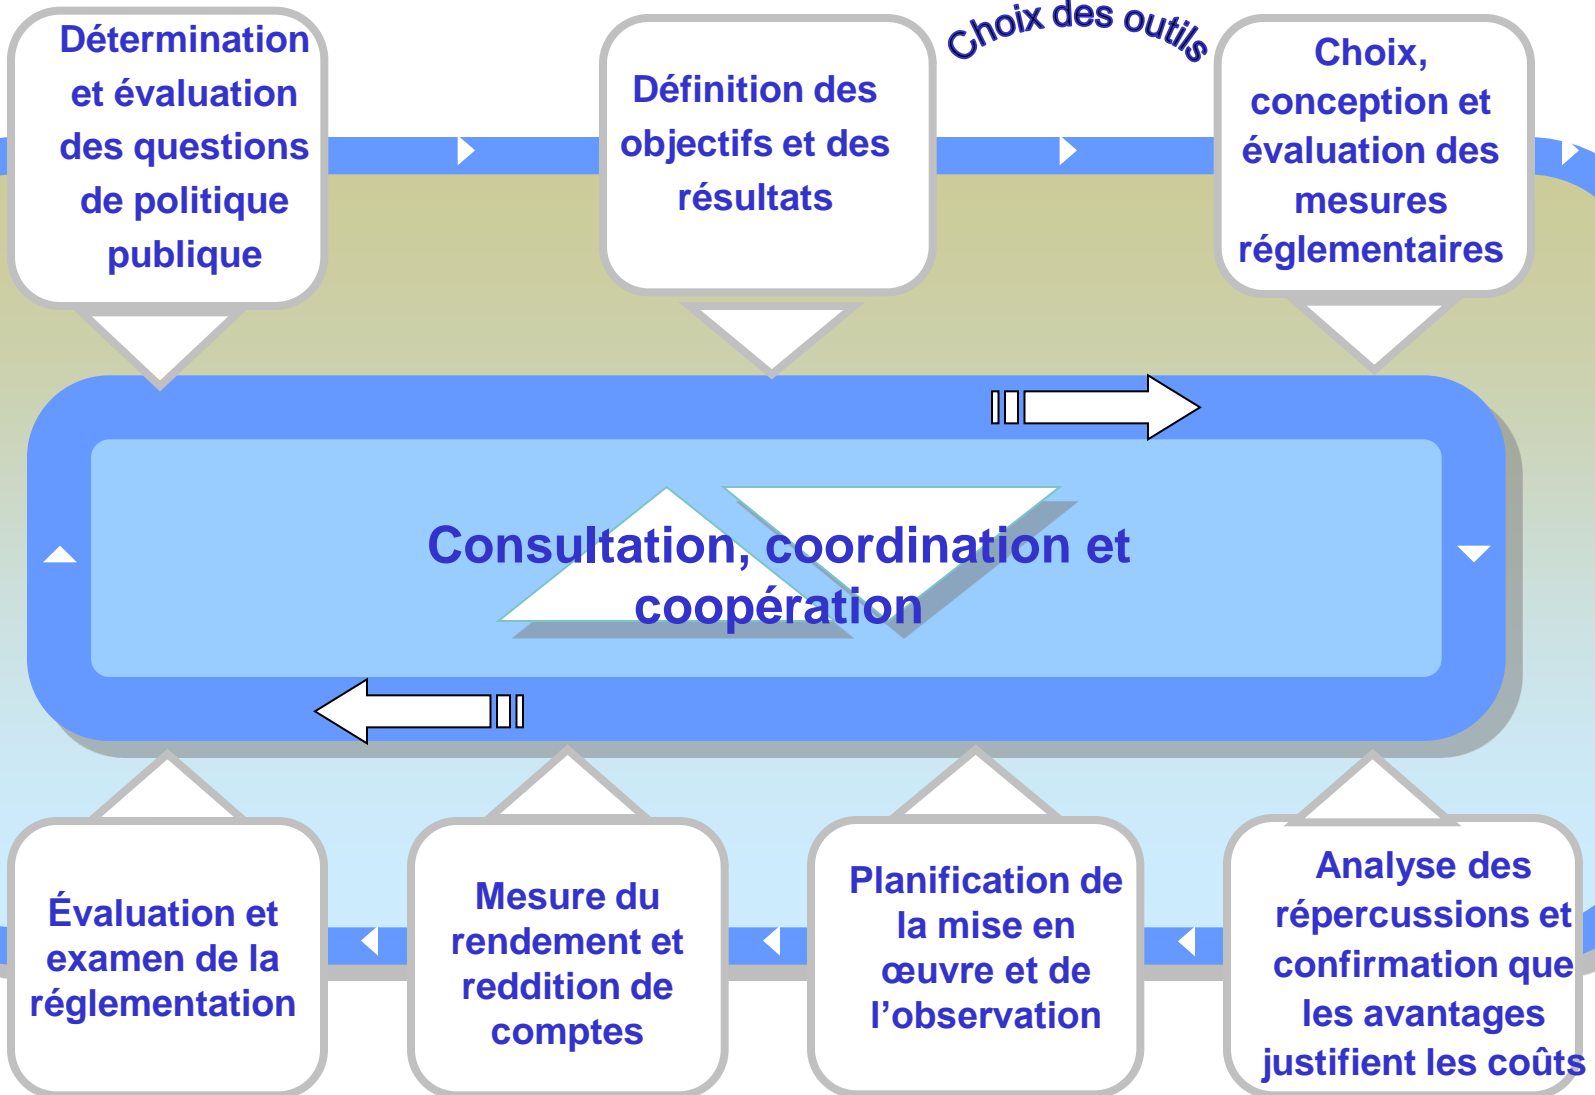 Détermination
et évaluation
des questions
de politique
publique
Définition des
objectifs et des
résultats
Choix des outils
Choix,
conception et
évaluation des
mesures
réglementaires
Consultation, coordination et
coopération
Évaluation et
examen de la
réglementation
Mesure du
rendement et
reddition de
comptes
Planification de
la mise en
œuvre et de
l’observation
Analyse des
répercussions et
confirmation que
les avantages
justifient les coûts